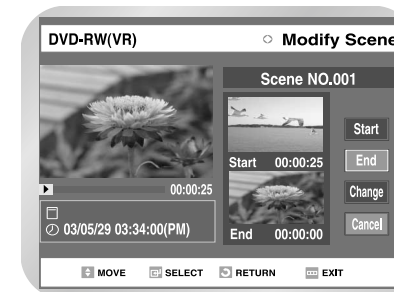 DVD-RW(VR)
Modify Scene
Scene NO.001
Start 00:00:25
00:00:25
03/05/29 03:34:00(PM)
End 00:00:00
Start
End
Change
Cancel
MOVE SELECT RETURN EXIT